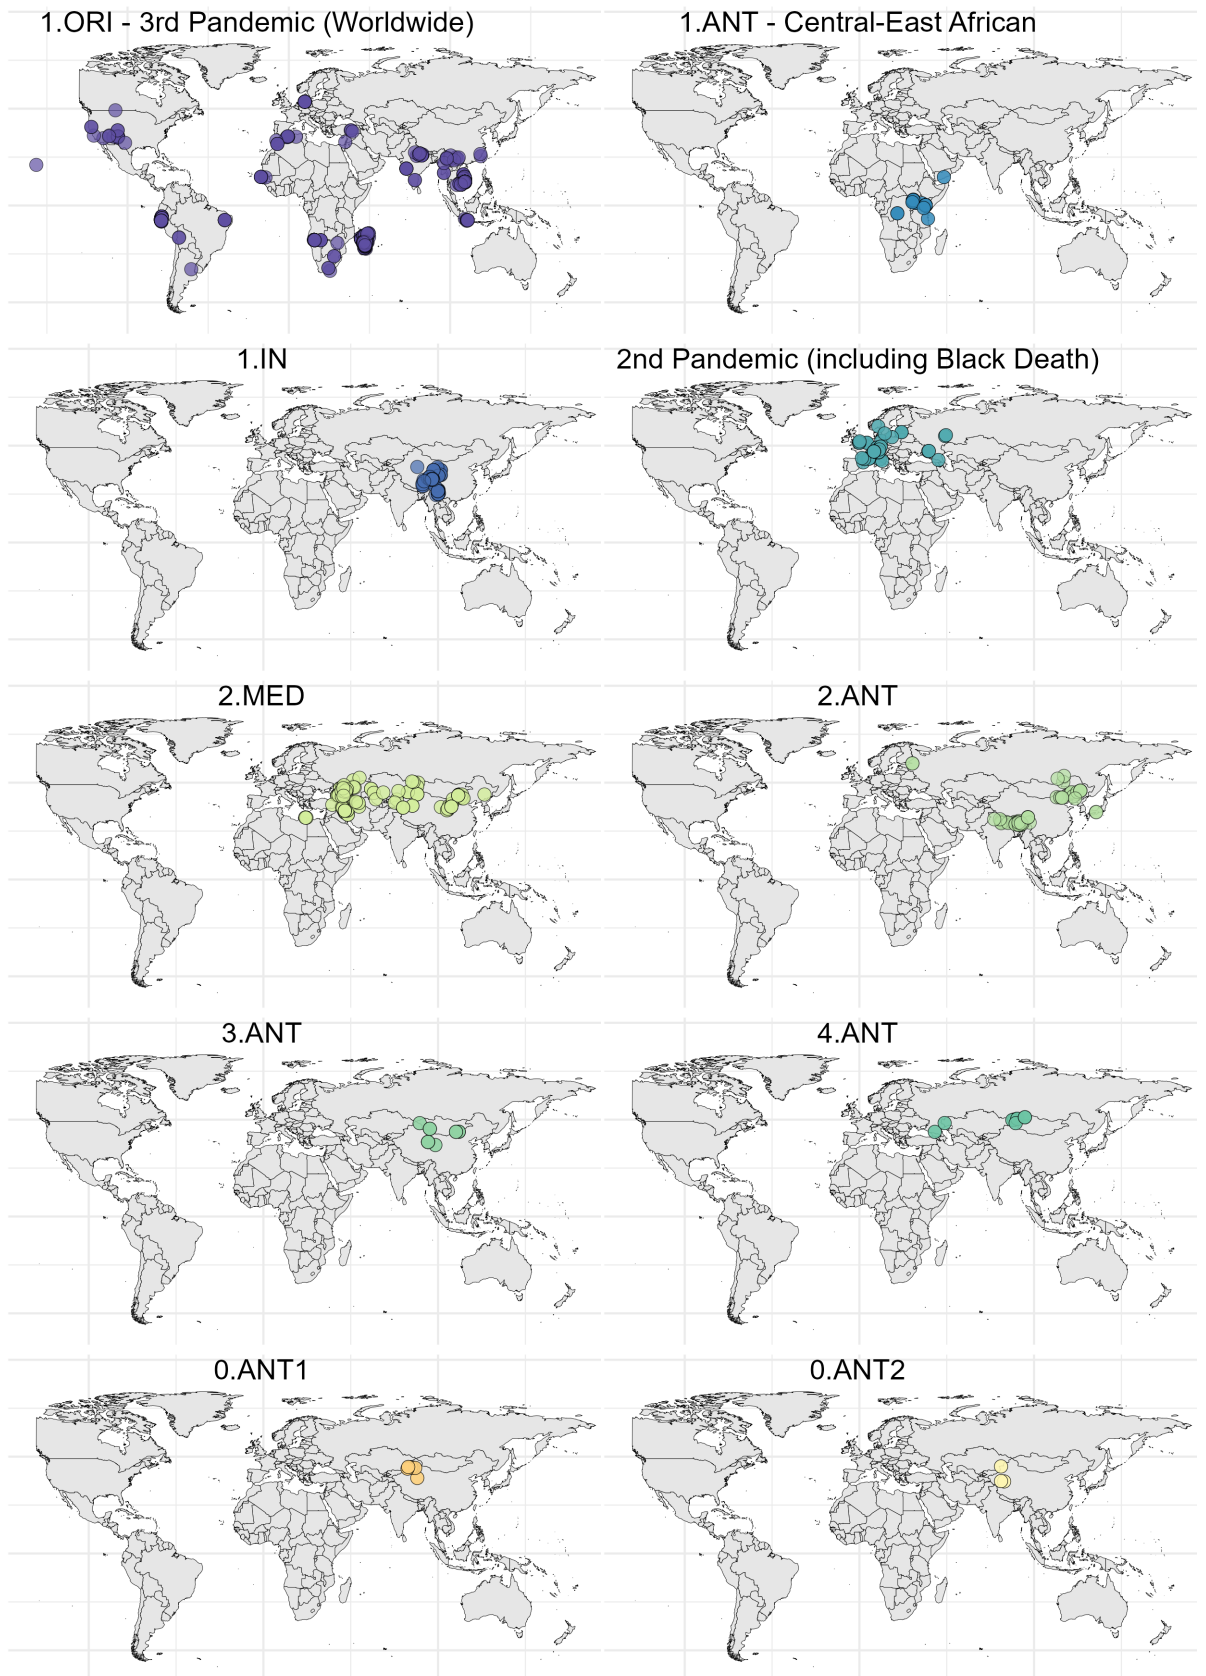 1.ORI - 3rd Pandemic (Worldwide)
1.ANT - Central-East African
1.IN
2nd Pandemic (including Black Death)
2.MED
2.ANT
3.ANT
4.ANT
0.ANT1
0.ANT2